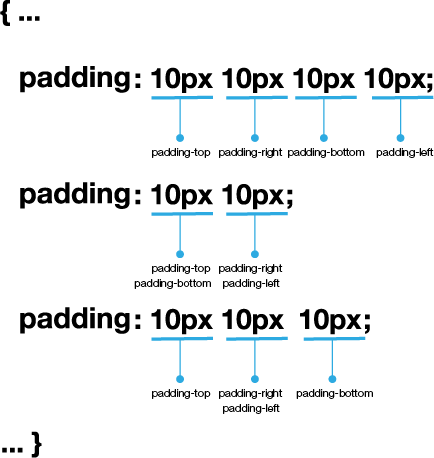 { ...
padding: 10px 10px 10px 10px;
padding-top padding-right padding-bottom padding-left
padding: 10px 10px;
padding-top padding-right
padding-bottom padding-left
padding: 10px 10px 10px;
padding-top padding-right padding-bottom
padding-left
... }